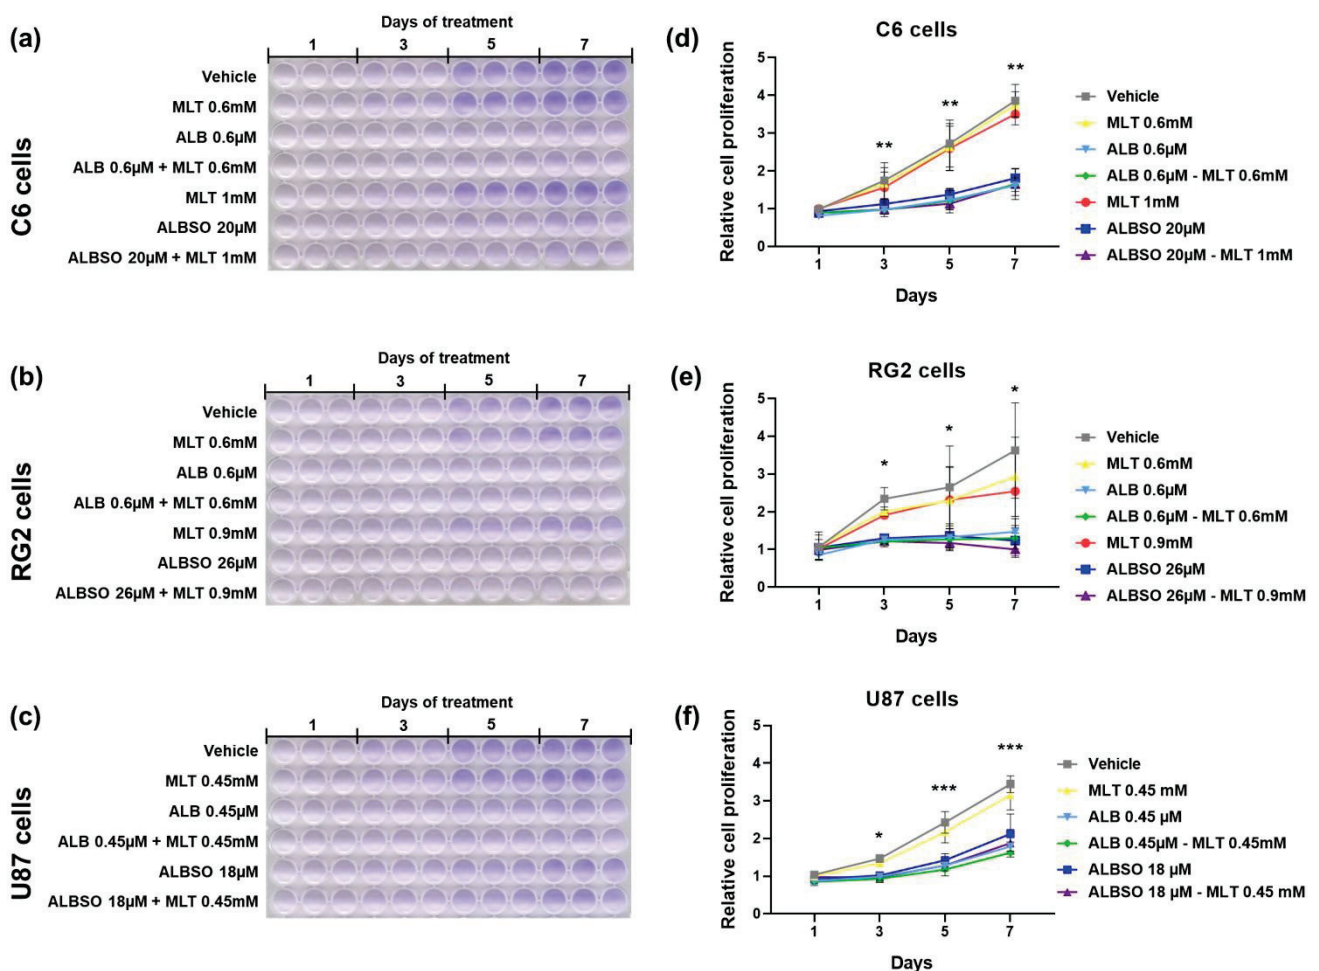 (a)
Days of treatment
1 3 5 7
C6 cells
Vehicle
MLT 0.6mM
ALB 0.6µM
ALB 0.6µM + MLT 0.6mM
MLT 1mM
ALBSO 20µM
ALBSO 20µM + MLT 1mM
(d)
C6 cells
Relative cell proliferation
5
4
3
2
1
0
** ** **
1 3 5 7
Days
Vehicle
MLT 0.6mM
ALB 0.6µM
ALB 0.6µM - MLT 0.6mM
MLT 1mM
ALBSO 20µM
ALBSO 20µM - MLT 1mM
(b)
Days of treatment
1 3 5 7
RG2 cells
Vehicle
MLT 0.6mM
ALB 0.6µM
ALB 0.6µM + MLT 0.6mM
MLT 0.9mM
ALBSO 26µM
ALBSO 26µM + MLT 0.9mM
(e)
RG2 cells
Relative cell proliferation
5
4
3
2
1
0
* * *
1 3 5 7
Days
Vehicle
MLT 0.6mM
ALB 0.6µM
ALB 0.6µM - MLT 0.6mM
MLT 0.9mM
ALBSO 26µM
ALBSO 26µM - MLT 0.9mM
(c)
Days of treatment
1 3 5 7
U87 cells
Vehicle
MLT 0.45mM
ALB 0.45µM
ALB 0.45µM + MLT 0.45mM
ALBSO 18µM
ALBSO 18µM + MLT 0.45mM
(f)
U87 cells
Relative cell proliferation
5
4
3
2
1
0
* *** ***
1 3 5 7
Days
Vehicle
MLT 0.45 mM
ALB 0.45 µM
ALB 0.45µM - MLT 0.45mM
ALBSO 18 µM
ALBSO 18 µM - MLT 0.45 mM